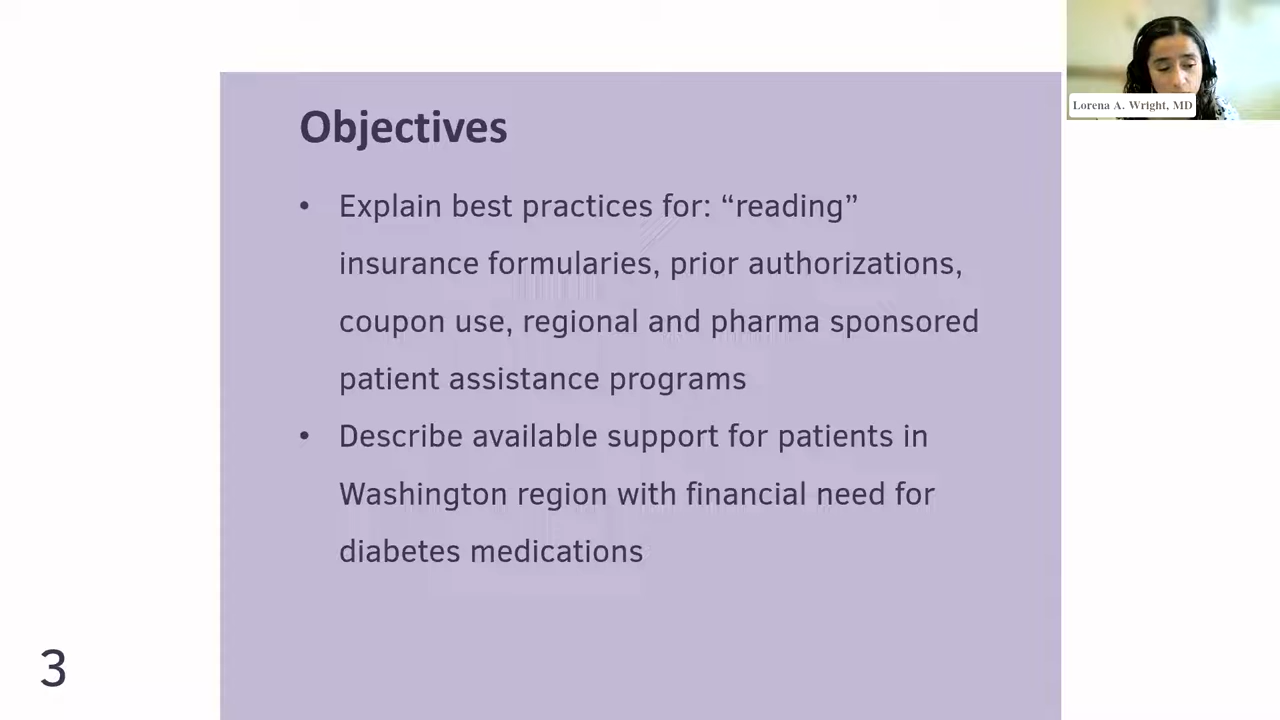 Lorena A. Wright, MD
Objectives
• Explain best practices for: “reading”
insurance formularies, prior authorizations,
coupon use, regional and pharma sponsored
patient assistance programs
• Describe available support for patients in
Washington region with financial need for
diabetes medications
3